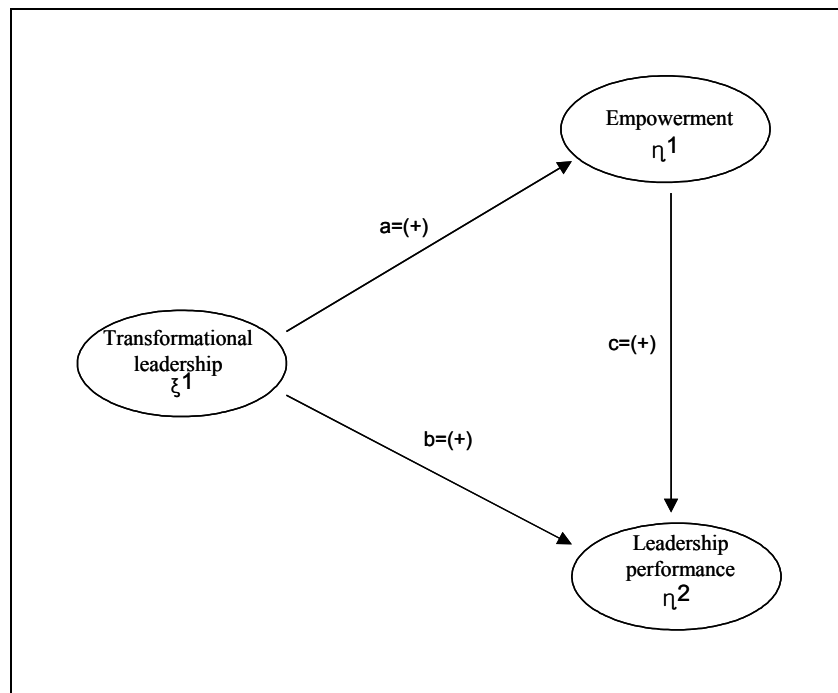 Empowerment
η1
a=(+)
Transformational
leadership
ξ1
c=(+)
b=(+)
Leadership
performance
η2